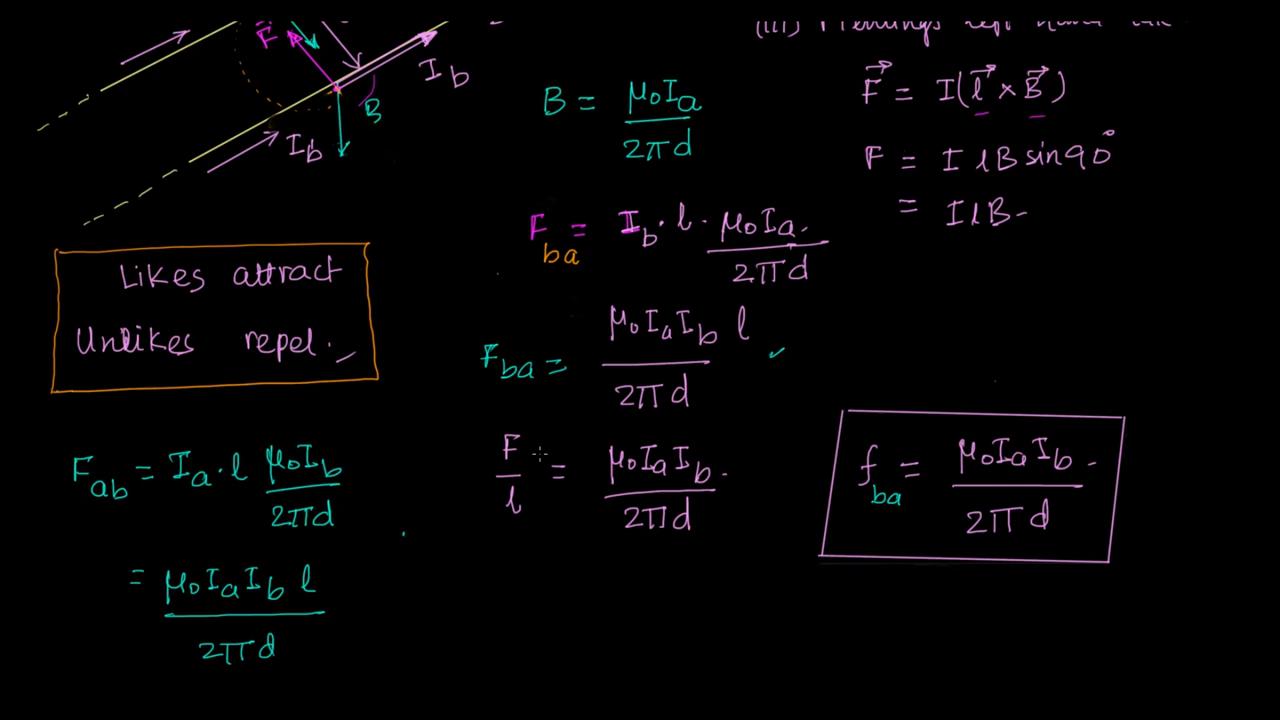 F
I_b
B
I_b
F⃗ = I(l⃗ × B⃗)
B = μ₀I_a / 2πd
F = I l B sin90°
= I l B
F_ba = I_b · l · μ₀I_a / 2πd
Likes attract
Unlikes repel.
F_ba = μ₀I_aI_b l / 2πd ✓
F/l = μ₀I_aI_b / 2πd
f_ba = μ₀I_aI_b / 2πd
F_ab = I_a · l μ₀I_b / 2πd
= μ₀I_aI_b l / 2πd